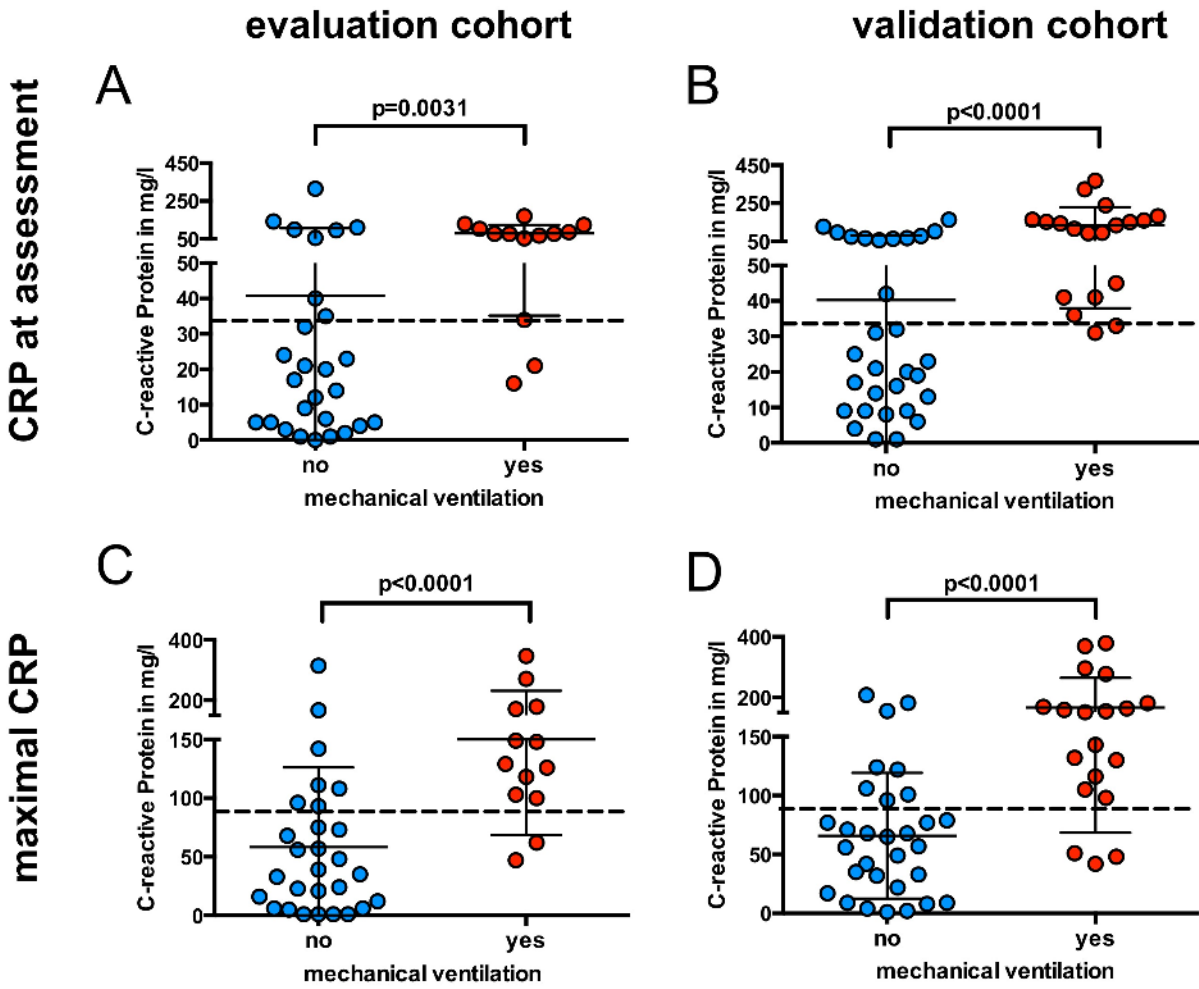 evaluation cohort
validation cohort
CRP at assessment
A
p=0.0031
C-reactive Protein in mg/l
450
250
50
50
40
30
20
10
0
no
yes
mechanical ventilation
B
p<0.0001
C-reactive Protein in mg/l
450
250
50
50
40
30
20
10
0
no
yes
mechanical ventilation
maximal CRP
C
p<0.0001
C-reactive Protein in mg/l
400
200
150
100
50
0
no
yes
mechanical ventilation
D
p<0.0001
C-reactive Protein in mg/l
400
200
150
100
50
0
no
yes
mechanical ventilation